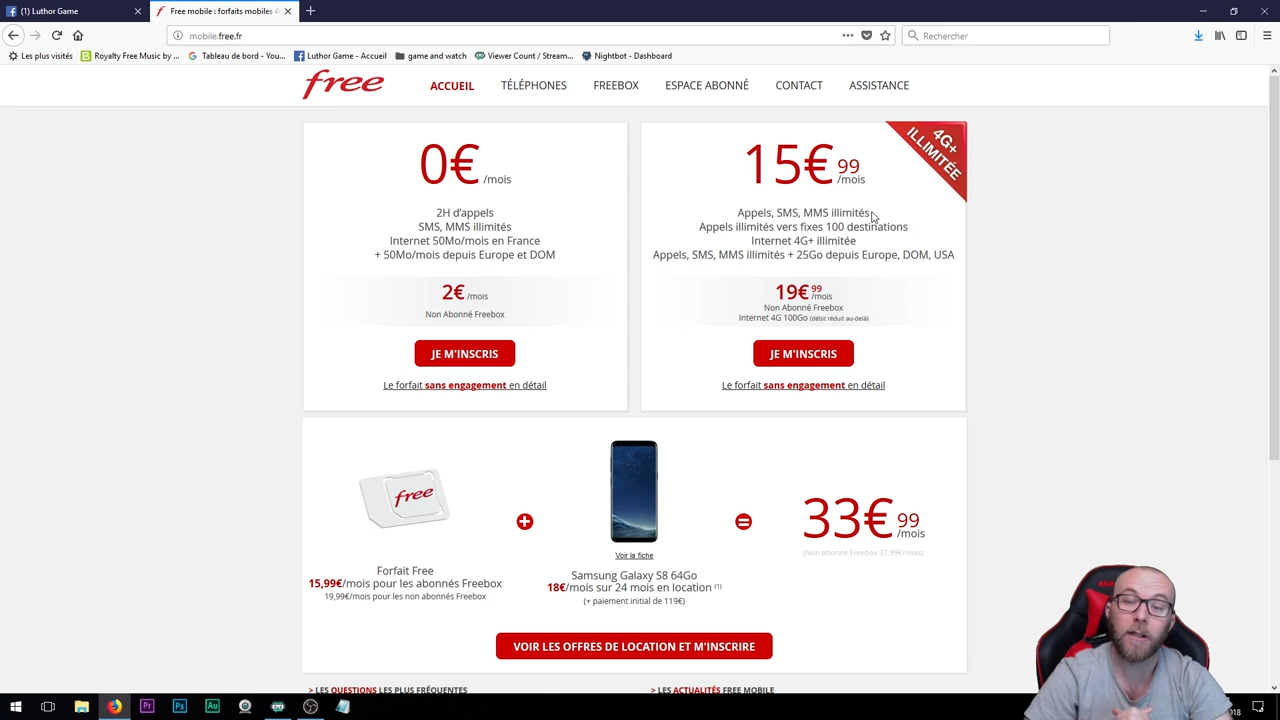 (1) Luthor Game
Free mobile : forfaits mobiles 4G
mobile.free.fr
Rechercher
Les plus visités
Royalty Free Music by ...
Tableau de bord - You...
Luthor Game - Accueil
game and watch
Viewer Count / Stream...
Nightbot - Dashboard
free
ACCUEIL
TÉLÉPHONES
FREEBOX
ESPACE ABONNÉ
CONTACT
ASSISTANCE
0€ /mois
2H d'appels
SMS, MMS illimités
Internet 50Mo/mois en France
+ 50Mo/mois depuis Europe et DOM
2€ /mois
Non Abonné Freebox
JE M'INSCRIS
Le forfait sans engagement en détail
4G+
ILLIMITÉE
15€99 /mois
Appels, SMS, MMS illimités
Appels illimités vers fixes 100 destinations
Internet 4G+ illimitée
Appels, SMS, MMS illimités + 25Go depuis Europe, DOM, USA
19€99 /mois
Non Abonné Freebox
Internet 4G 100Go (débit réduit au-delà)
JE M'INSCRIS
Le forfait sans engagement en détail
free
Forfait Free
15,99€/mois pour les abonnés Freebox
19,99€/mois pour les non abonnés Freebox
+
Voir la fiche
Samsung Galaxy S8 64Go
18€/mois sur 24 mois en location (1)
(+ paiement initial de 119€)
=
33€99 /mois
(Non abonné Freebox 37.99€/mois)
VOIR LES OFFRES DE LOCATION ET M'INSCRIRE
> LES QUESTIONS LES PLUS FRÉQUENTES
> LES ACTUALITÉS FREE MOBILE
Pr
Ps
Au